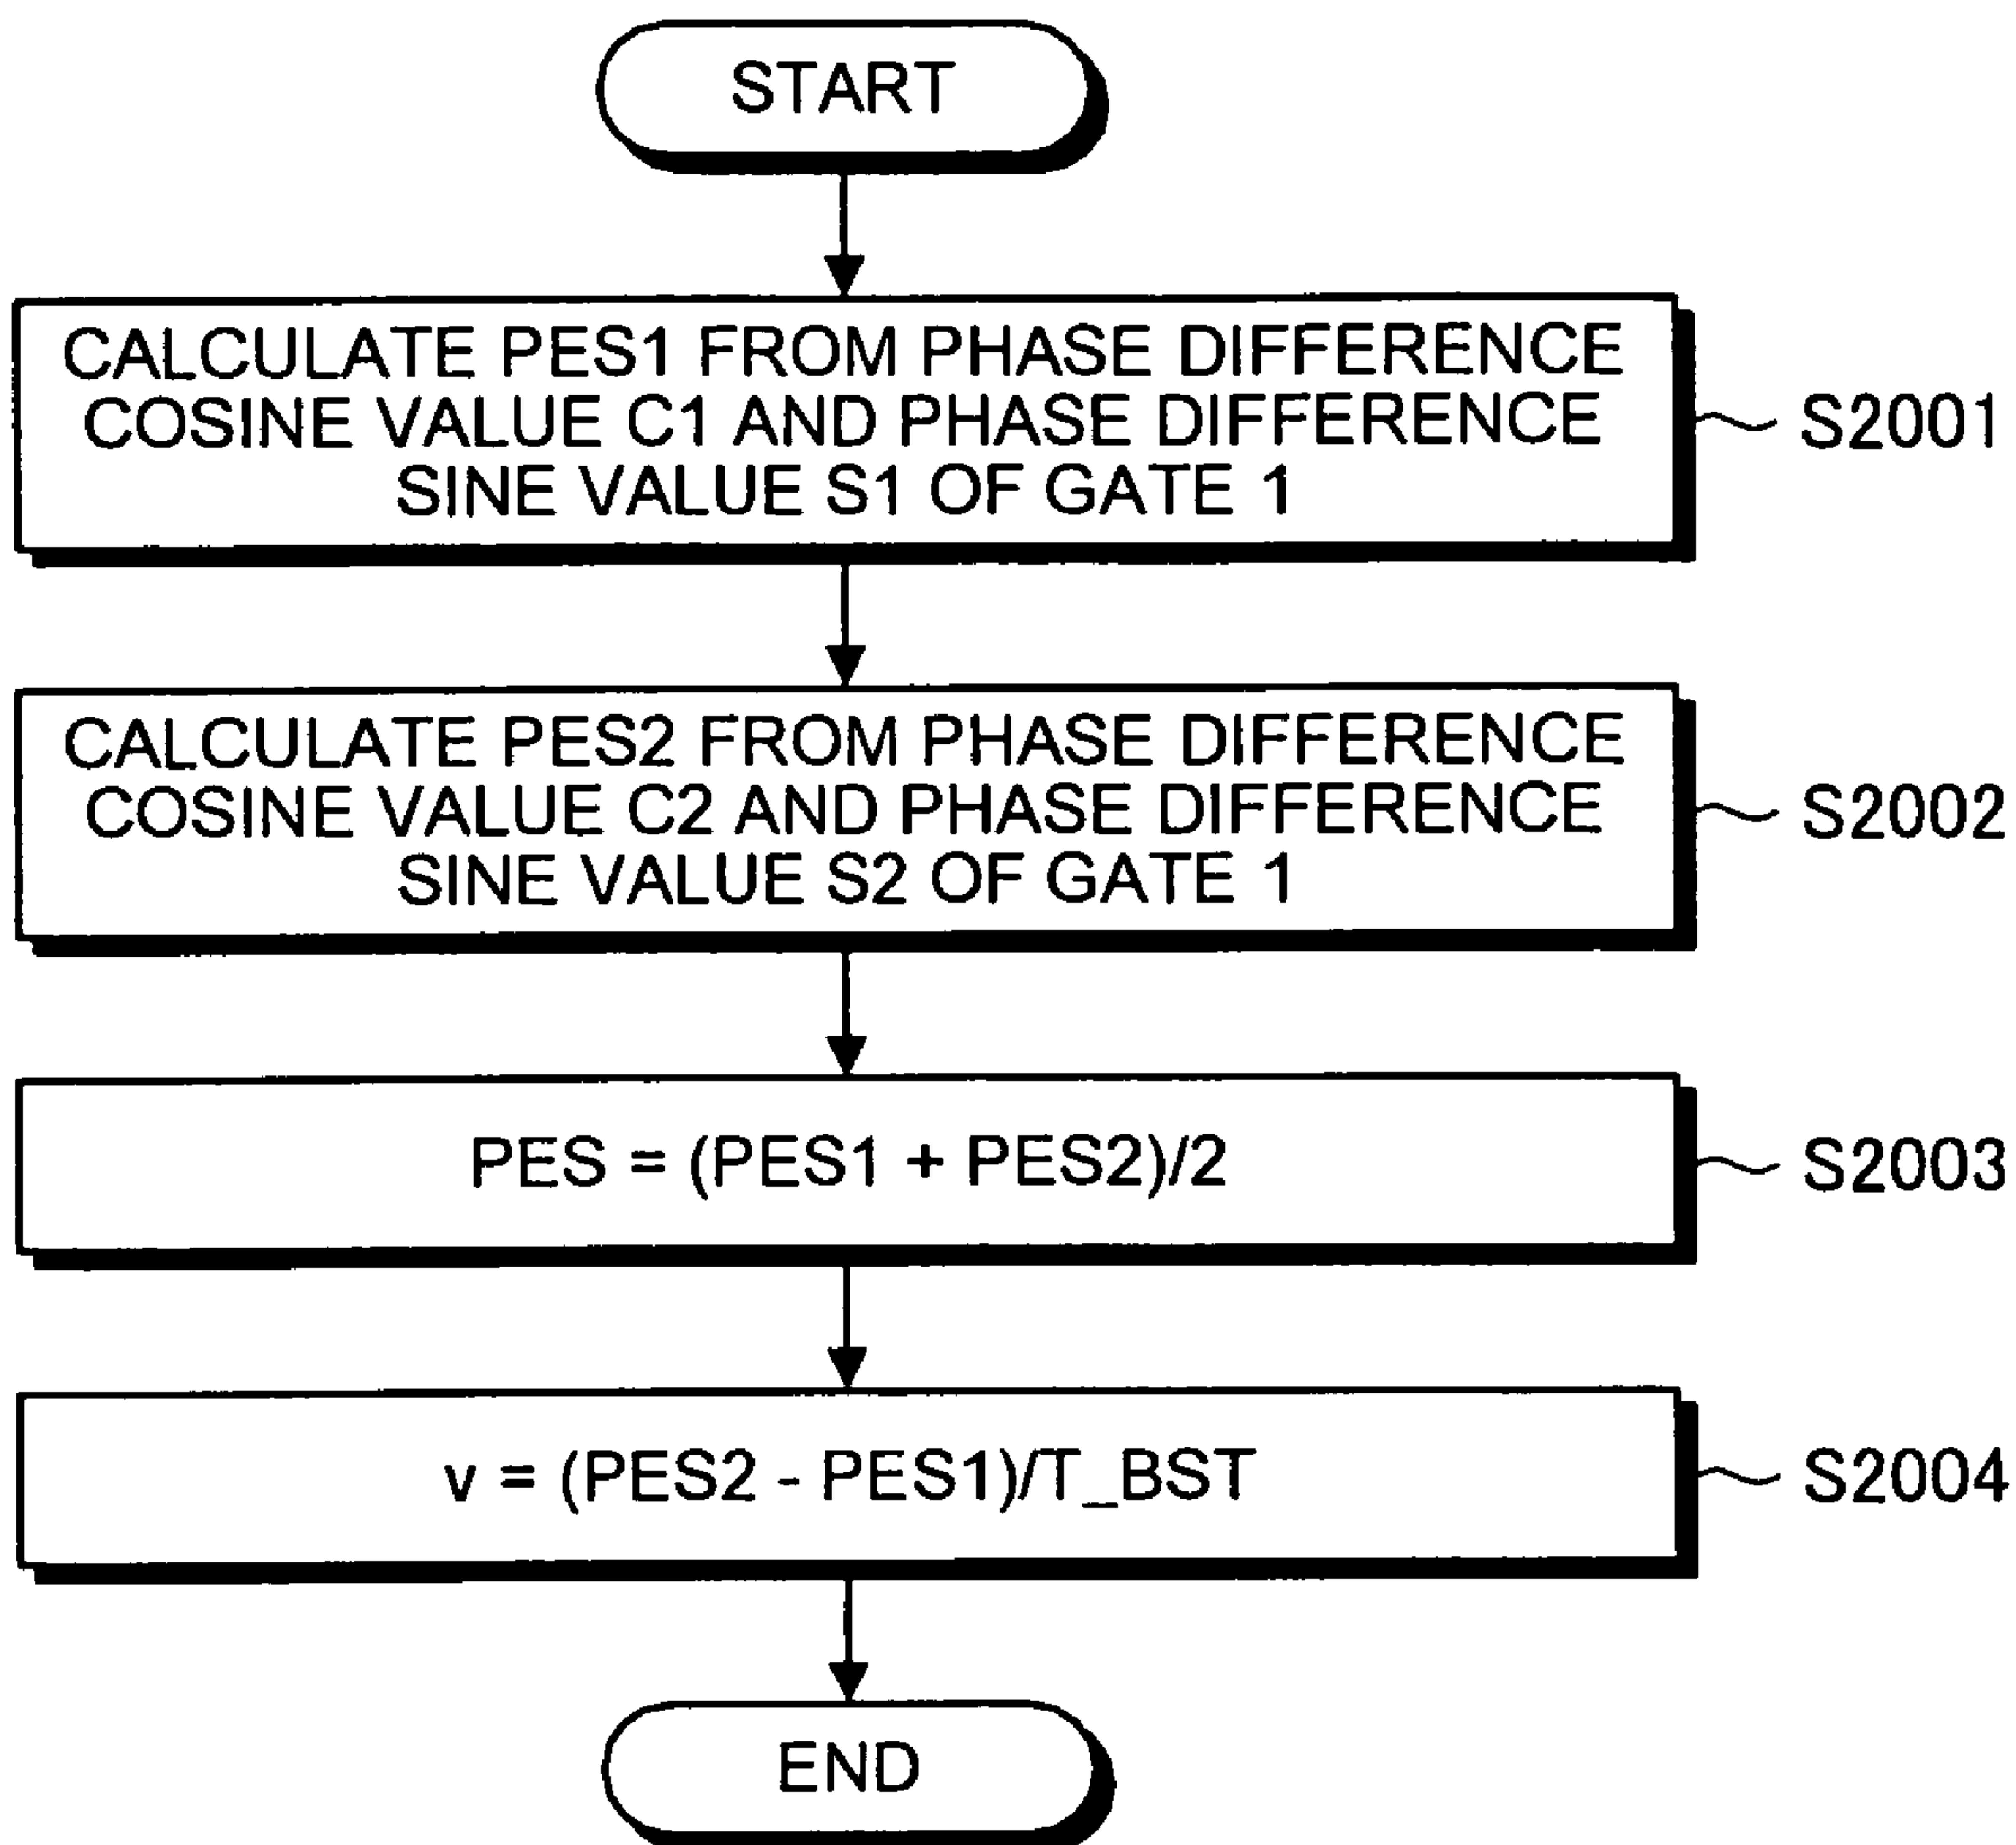 START
CALCULATE PES1 FROM PHASE DIFFERENCE
COSINE VALUE C1 AND PHASE DIFFERENCE
SINE VALUE S1 OF GATE 1
S2001
CALCULATE PES2 FROM PHASE DIFFERENCE
COSINE VALUE C2 AND PHASE DIFFERENCE
SINE VALUE S2 OF GATE 1
S2002
PES = (PES1 + PES2)/2
S2003
v = (PES2 - PES1)/T_BST
S2004
END